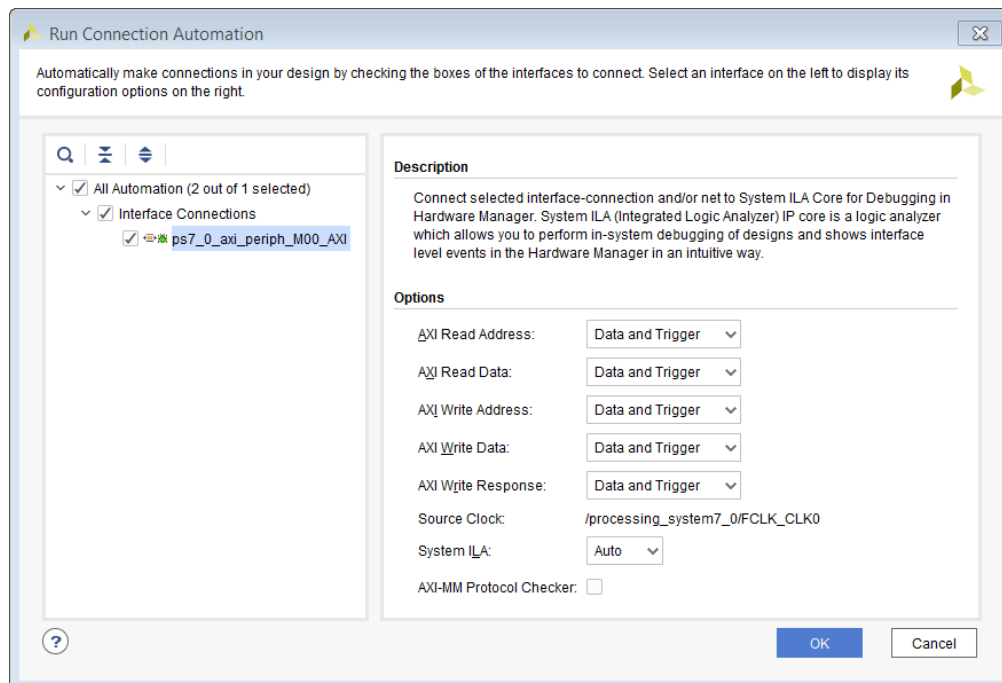 Run Connection Automation
Automatically make connections in your design by checking the boxes of the interfaces to connect. Select an interface on the left to display its
configuration options on the right.
All Automation (2 out of 1 selected)
Interface Connections
ps7_0_axi_periph_M00_AXI
Description
Connect selected interface-connection and/or net to System ILA Core for Debugging in
Hardware Manager. System ILA (Integrated Logic Analyzer) IP core is a logic analyzer
which allows you to perform in-system debugging of designs and shows interface
level events in the Hardware Manager in an intuitive way.
Options
AXI Read Address: Data and Trigger
AXI Read Data: Data and Trigger
AXI Write Address: Data and Trigger
AXI Write Data: Data and Trigger
AXI Write Response: Data and Trigger
Source Clock: /processing_system7_0/FCLK_CLK0
System ILA: Auto
AXI-MM Protocol Checker:
? OK Cancel